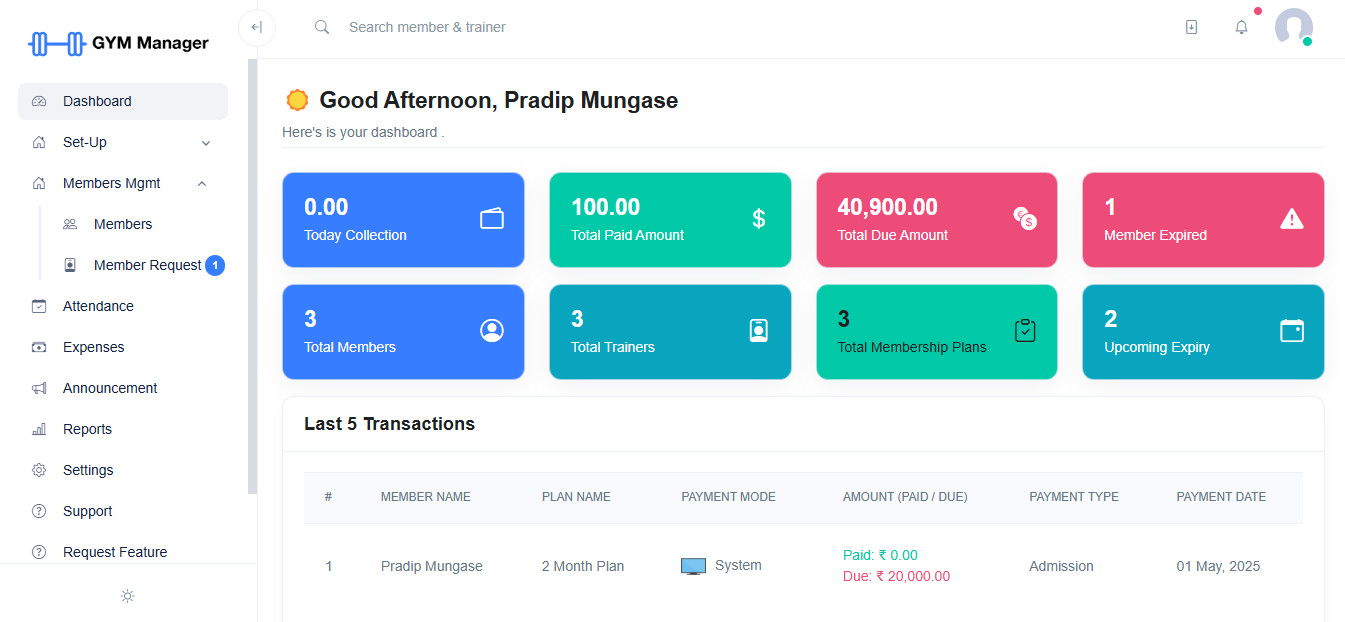 GYM Manager
Search member & trainer
Dashboard
Set-Up
Members Mgmt
Members
Member Request 1
Attendance
Expenses
Announcement
Reports
Settings
Support
Request Feature
Good Afternoon, Pradip Mungase
Here's is your dashboard .
0.00
Today Collection
100.00
Total Paid Amount
$
40,900.00
Total Due Amount
€ $
1
Member Expired
3
Total Members
3
Total Trainers
3
Total Membership Plans
2
Upcoming Expiry
Last 5 Transactions
# MEMBER NAME PLAN NAME PAYMENT MODE AMOUNT (PAID / DUE) PAYMENT TYPE PAYMENT DATE
1 Pradip Mungase 2 Month Plan System Paid: ₹ 0.00 Admission 01 May, 2025
Due: ₹ 20,000.00